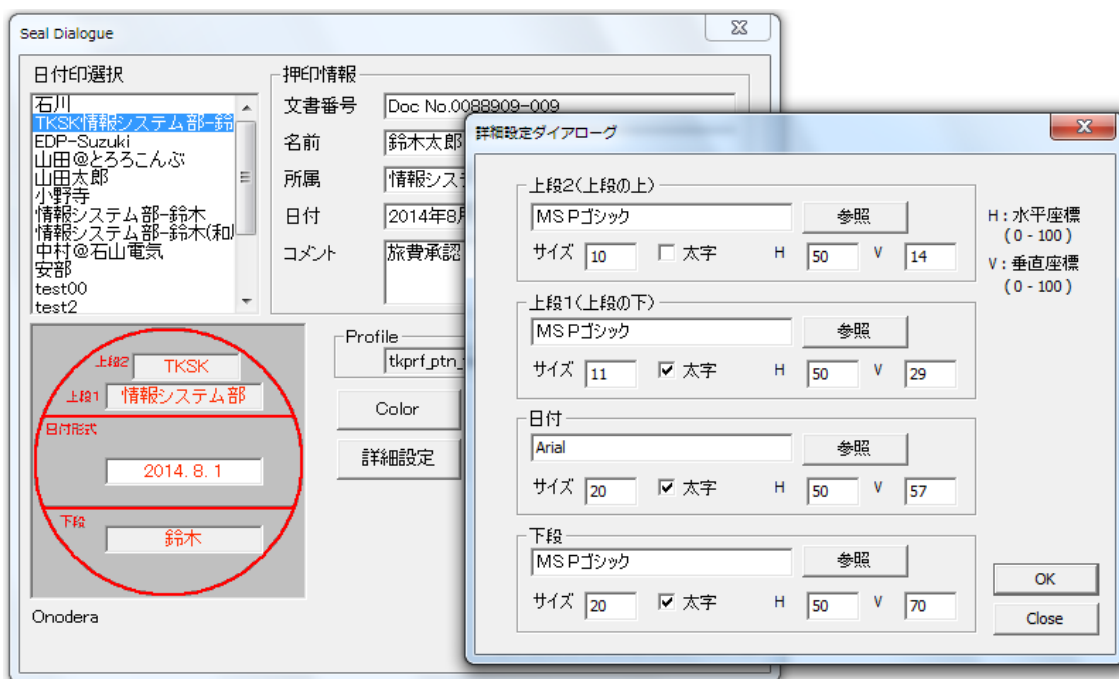 Seal Dialogue
日付印選択
石川
TKSK情報システム部-鈴
EDP-Suzuki
山田@とろろこんぶ
山田太郎
小野寺
情報システム部-鈴木
情報システム部-鈴木(和
中村@石山電気
安部
test00
test2
押印情報
文書番号 Doc No.0088909-009
名前 鈴木太郎
所属 情報シス
日付 2014年8
コメント 旅費承認
上段2 TKSK
上段1 情報システム部
日付形式
2014. 8. 1
下段
鈴木
Onodera
Profile
tkprf_ptn_
Color
詳細設定
詳細設定ダイアローグ
上段2(上段の上)
MS Pゴシック 参照
サイズ 10 太字 H 50 V 14
上段1(上段の下)
MS Pゴシック 参照
サイズ 11 太字 H 50 V 29
日付
Arial 参照
サイズ 20 太字 H 50 V 57
下段
MS Pゴシック 参照
サイズ 20 太字 H 50 V 70
H : 水平座標
( 0 - 100 )
V : 垂直座標
( 0 - 100 )
OK
Close